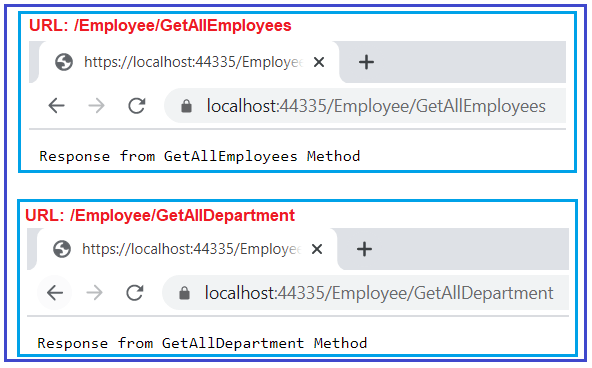 URL: /Employee/GetAllEmployees
https://localhost:44335/Employee
localhost:44335/Employee/GetAllEmployees
Response from GetAllEmployees Method
URL: /Employee/GetAllDepartment
https://localhost:44335/Employee
localhost:44335/Employee/GetAllDepartment
Response from GetAllDepartment Method